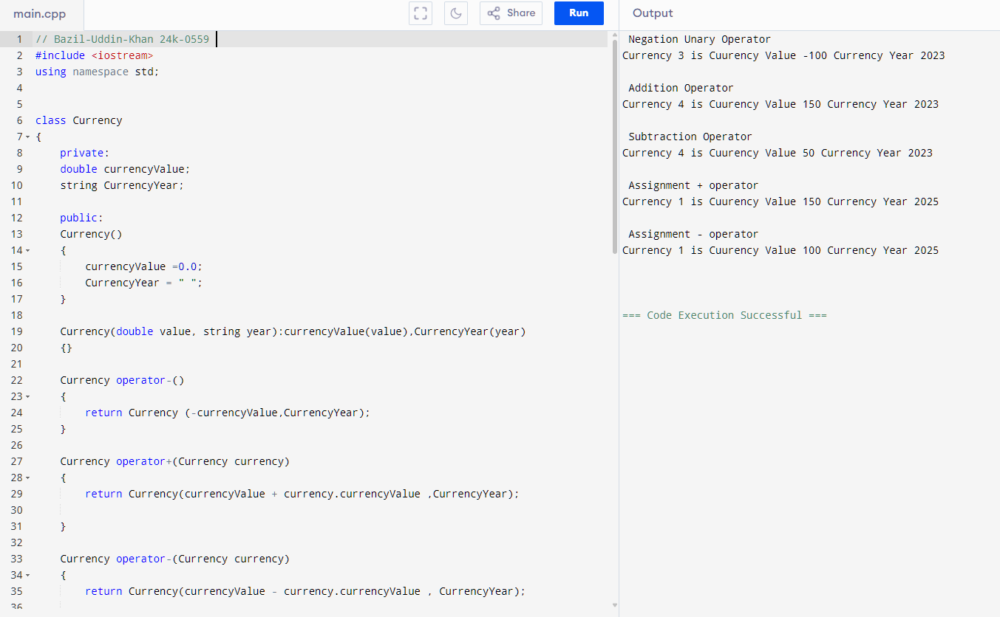 main.cpp
Share
Run
Output
1 // Bazil-Uddin-Khan 24k-0559
2 #include <iostream>
3 using namespace std;
4
5
6 class Currency
7 {
8 private:
9 double currencyValue;
10 string CurrencyYear;
11
12 public:
13 Currency()
14 {
15 currencyValue =0.0;
16 CurrencyYear = " ";
17 }
18
19 Currency(double value, string year):currencyValue(value),CurrencyYear(year)
20 {}
21
22 Currency operator-()
23 {
24 return Currency (-currencyValue,CurrencyYear);
25 }
26
27 Currency operator+(Currency currency)
28 {
29 return Currency(currencyValue + currency.currencyValue ,CurrencyYear);
30
31 }
32
33 Currency operator-(Currency currency)
34 {
35 return Currency(currencyValue - currency.currencyValue , CurrencyYear);
36
Negation Unary Operator
Currency 3 is Cuurency Value -100 Currency Year 2023
Addition Operator
Currency 4 is Cuurency Value 150 Currency Year 2023
Subtraction Operator
Currency 4 is Cuurency Value 50 Currency Year 2023
Assignment + operator
Currency 1 is Cuurency Value 150 Currency Year 2025
Assignment - operator
Currency 1 is Cuurency Value 100 Currency Year 2025
=== Code Execution Successful ===